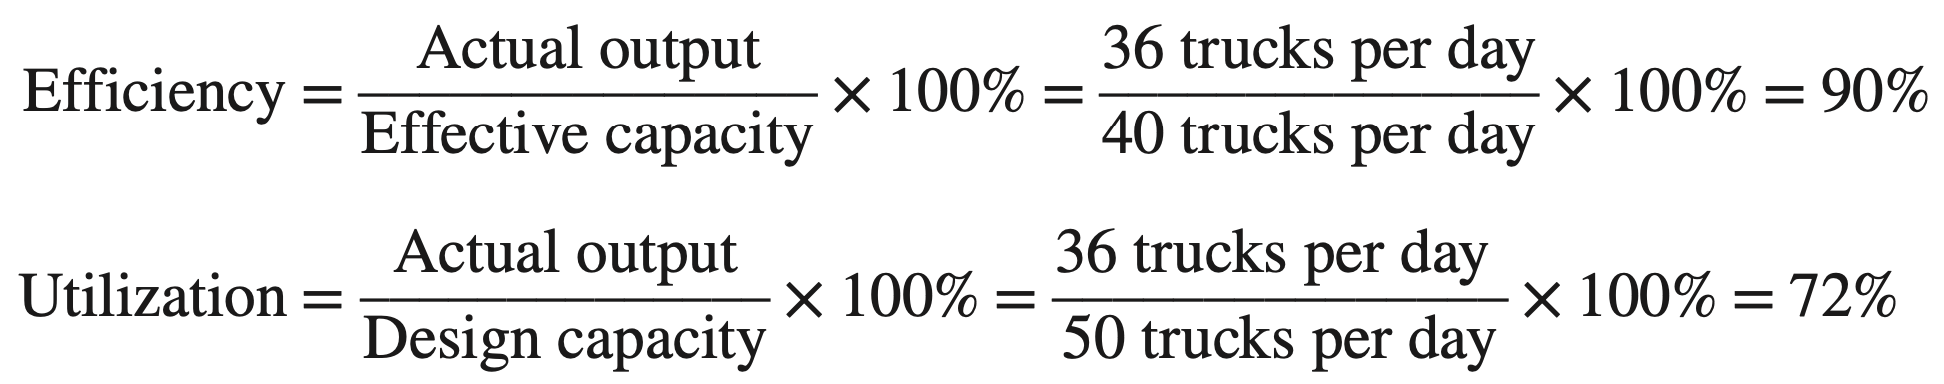 Efficiency = Actual output / Effective capacity × 100% = 36 trucks per day / 40 trucks per day × 100% = 90%
Utilization = Actual output / Design capacity × 100% = 36 trucks per day / 50 trucks per day × 100% = 72%